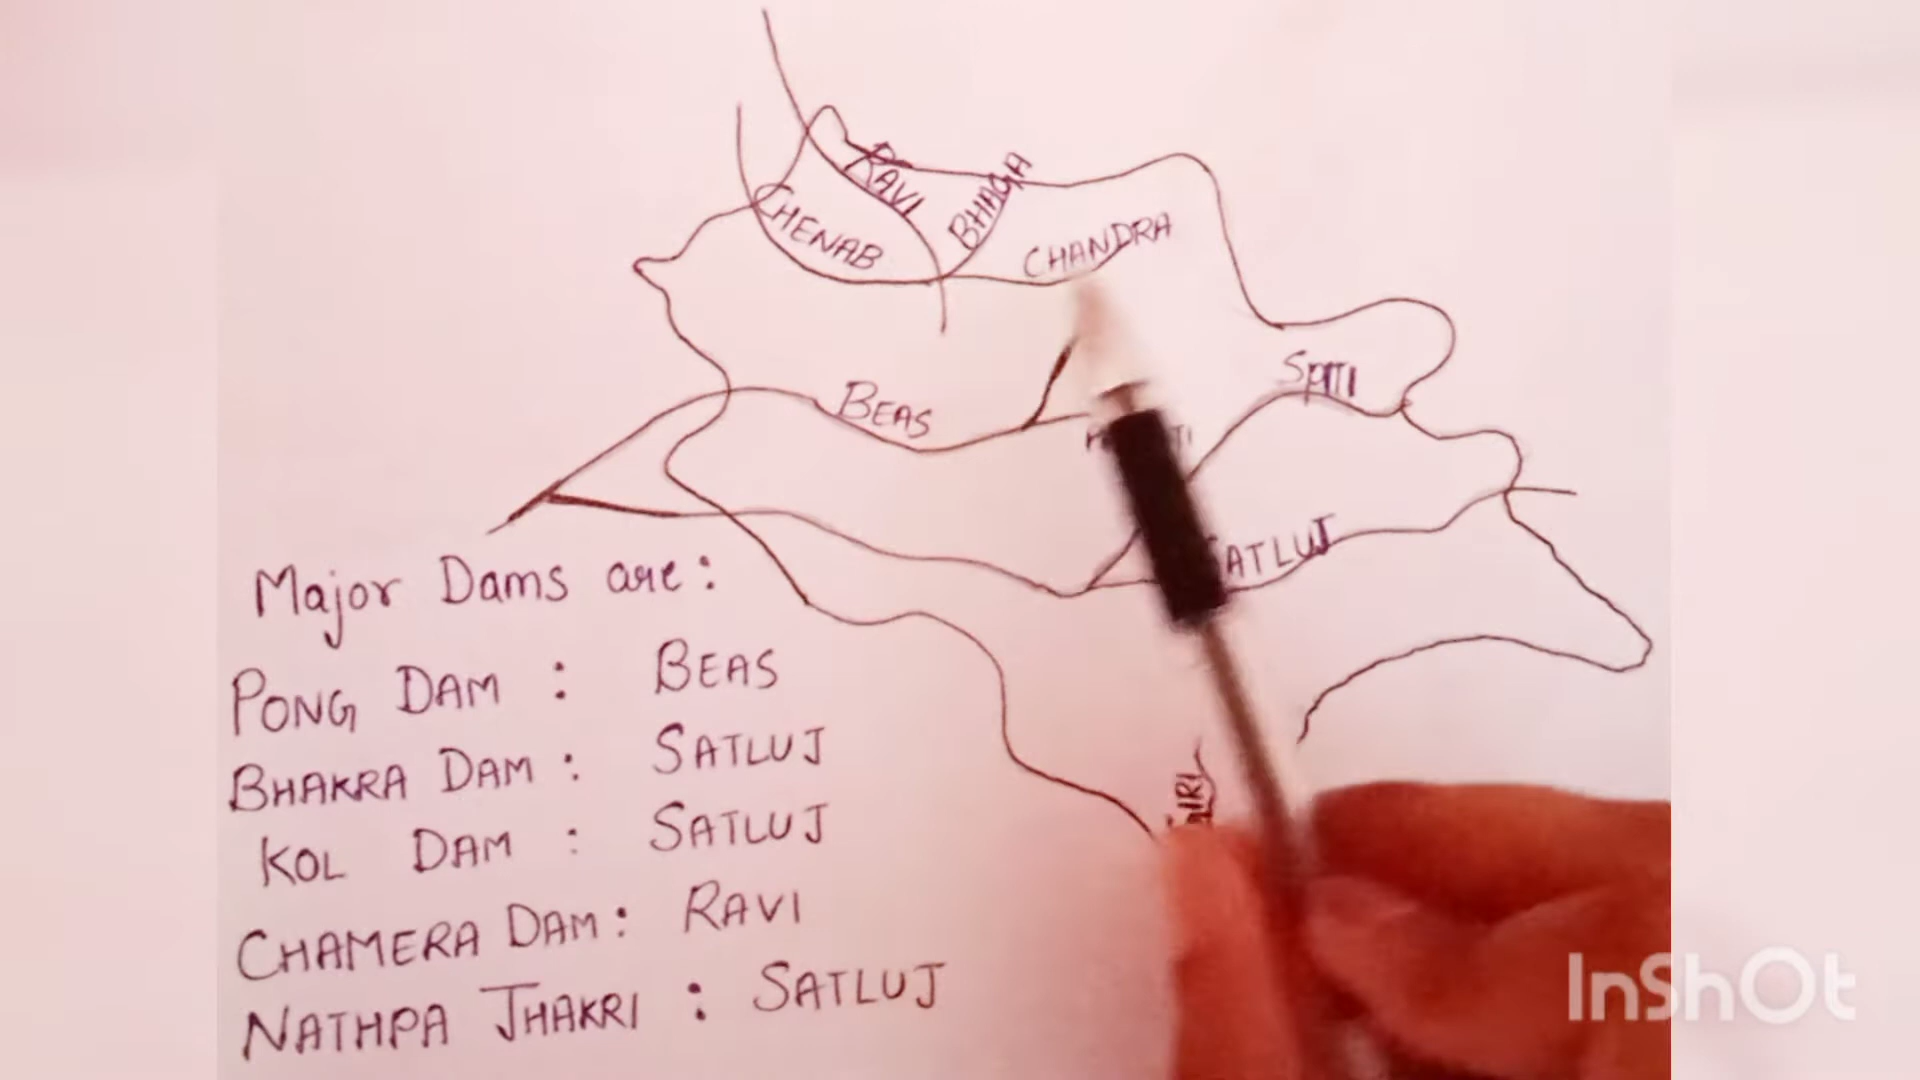 RAVI
BHAGA
CHENAB
CHANDRA
SPITI
BEAS
SATLUJ
GIRI
Major Dams are:
PONG DAM : BEAS
BHAKRA DAM : SATLUJ
KOL DAM : SATLUJ
CHAMERA DAM : RAVI
NATHPA JHAKRI : SATLUJ
InShOt